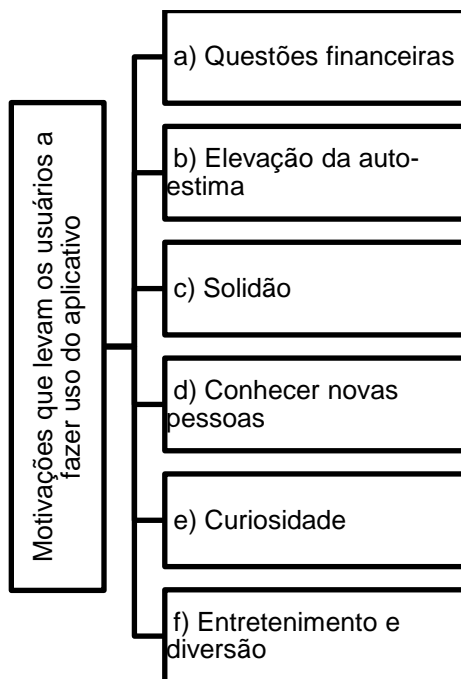 Motivações que levam os usuários a
fazer uso do aplicativo
a) Questões financeiras
b) Elevação da auto-
estima
c) Solidão
d) Conhecer novas
pessoas
e) Curiosidade
f) Entretenimento e
diversão